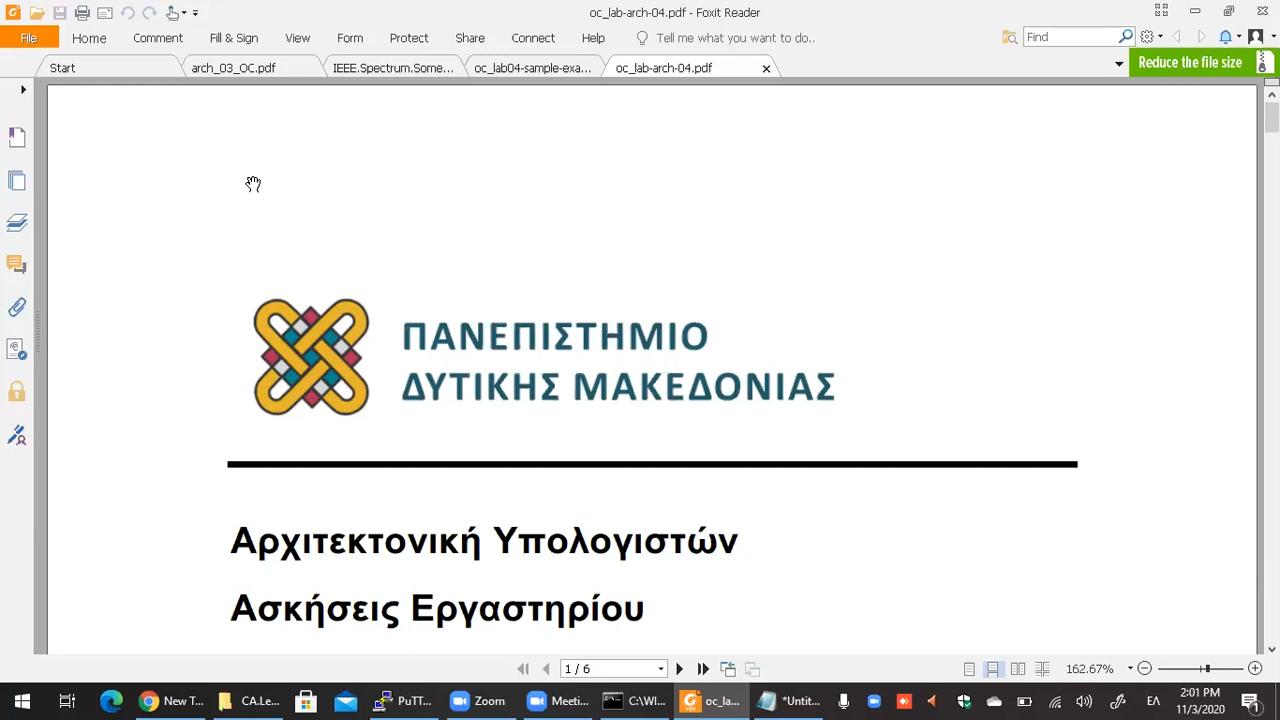 oc_lab-arch-04.pdf - Foxit Reader
File Home Comment Fill & Sign View Form Protect Share Connect Help Tell me what you want to do.. Find
Start arch_03_OC.pdf IEEE.Spectrum.Some... oc_lab04-sample-exa... oc_lab-arch-04.pdf Reduce the file size
ΠΑΝΕΠΙΣΤΗΜΙΟ
ΔΥΤΙΚΗΣ ΜΑΚΕΔΟΝΙΑΣ
Αρχιτεκτονική Υπολογιστών
Ασκήσεις Εργαστηρίου
1 / 6 162.67%
New T... CA.Le... PuTT... Zoom Meeti... C:\WI... oc_la... *Untit... ΕΛ 2:01 PM
11/3/2020